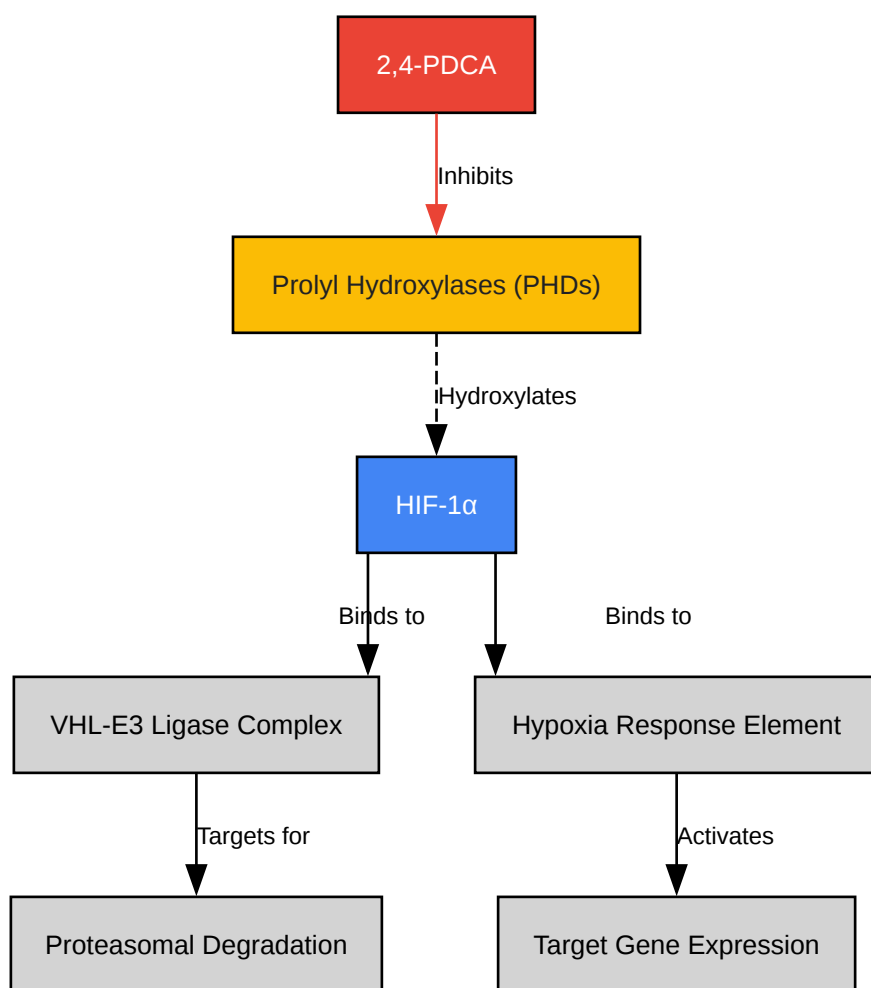 2,4-PDCA
Inhibits
Prolyl Hydroxylases (PHDs)
Hydroxylates
HIF-1α
Binds to
Binds to
VHL-E3 Ligase Complex
Hypoxia Response Element
Targets for
Activates
Proteasomal Degradation
Target Gene Expression